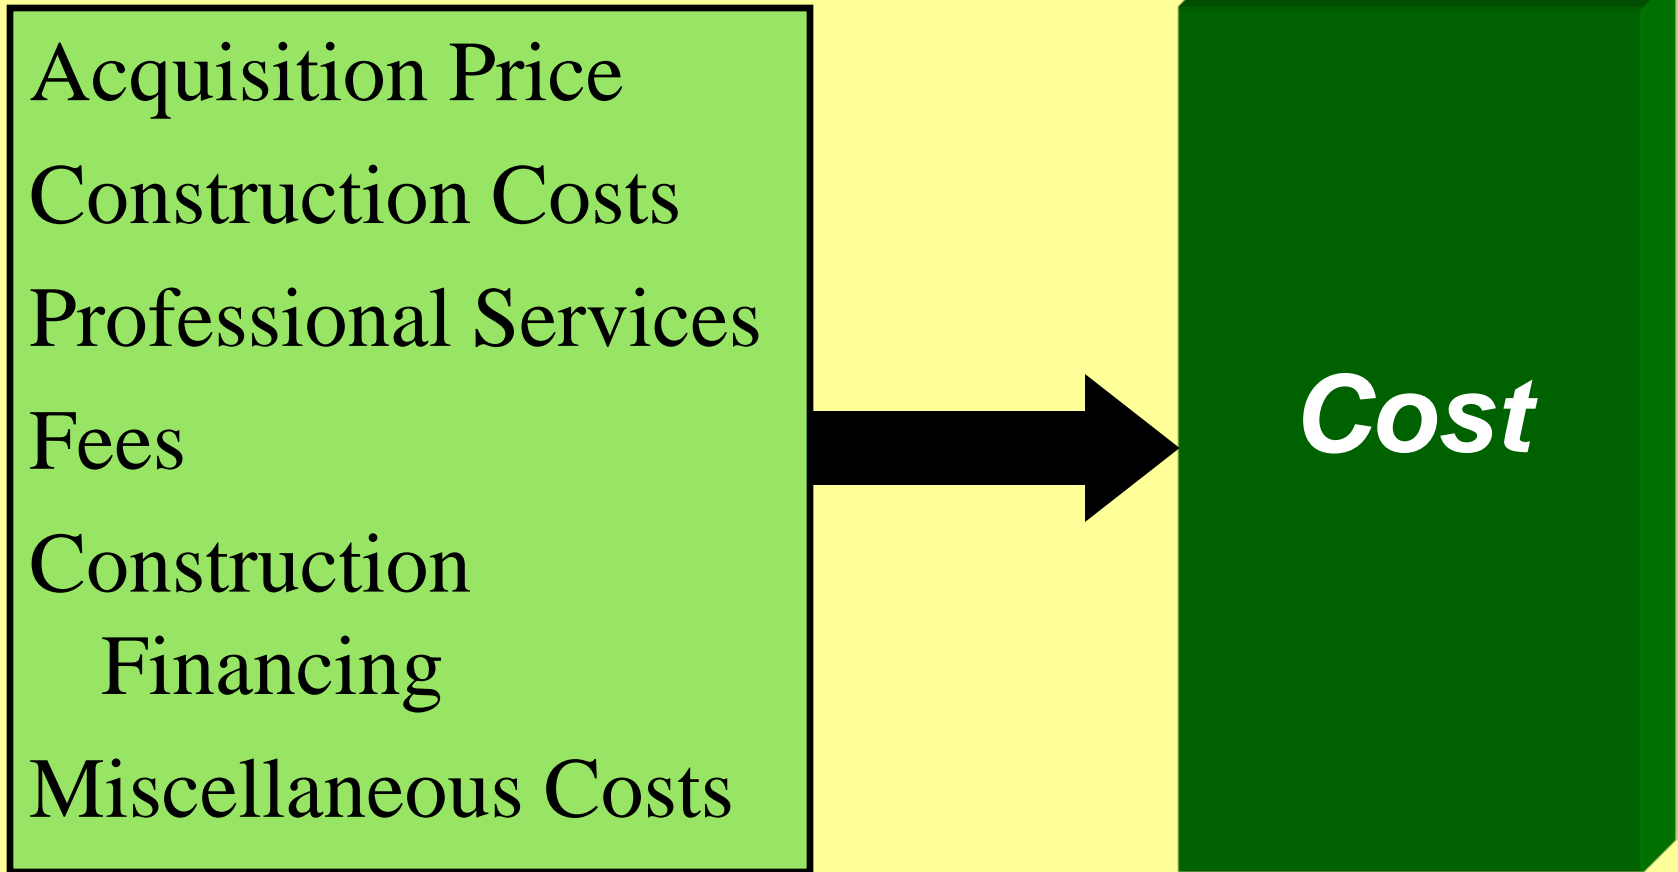 Acquisition Price
Construction Costs
Professional Services
Fees
Construction
Financing
Miscellaneous Costs
Cost